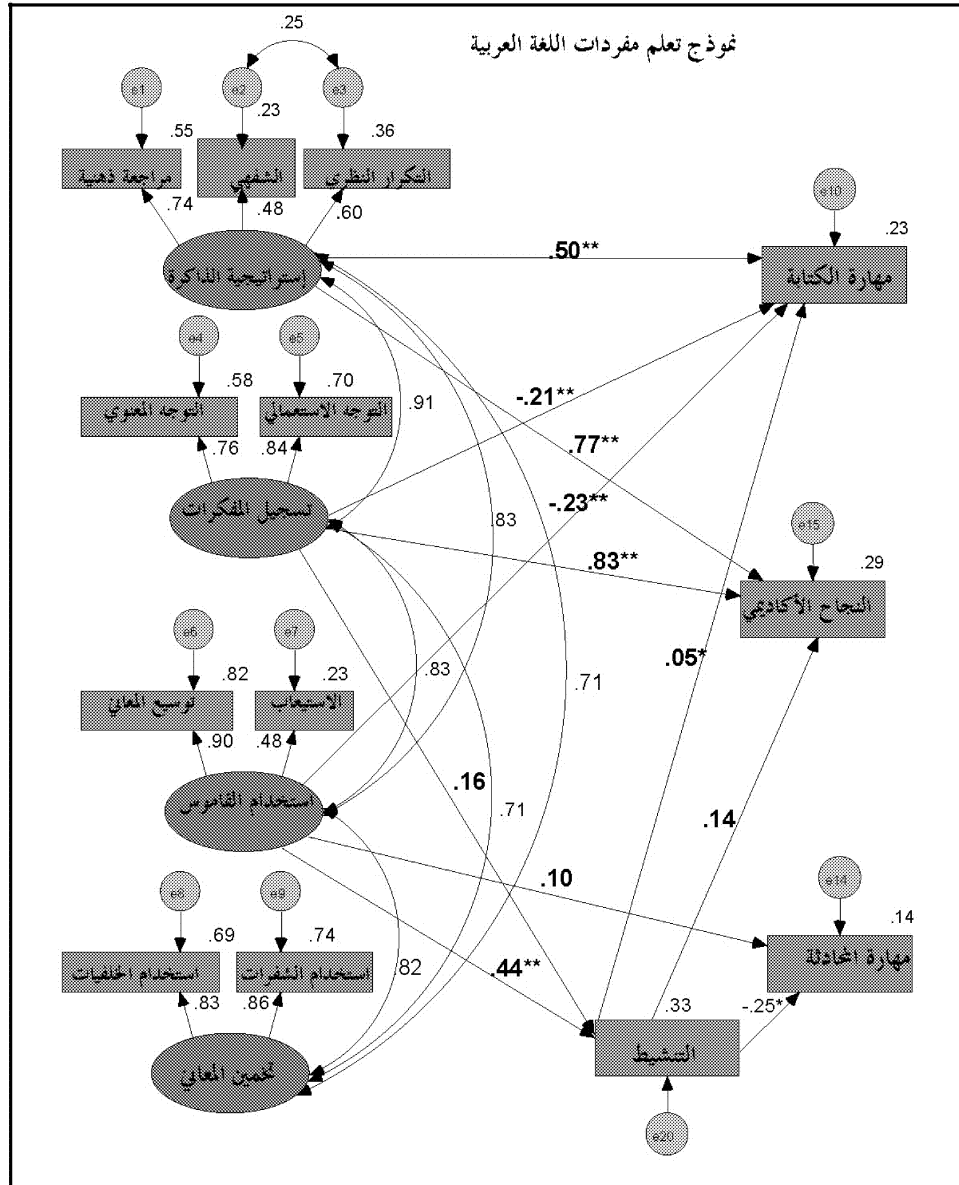 نموذج تعلم مفردات اللغة العربية
.25
e1
e2
e3
.55
.23
.36
مراجعة ذهنية
الشفهي
التكرار النظرى
.74
.48
.60
إستراتيجية الذاكرة
e10
.23
مهارة الكتابة
.50**
e4
e5
.58
.70
التوجه المعنوي
التوجه الاستعمالي
.76
.84
تسجيل المفكرات
.91
-.21**
.77**
-.23**
.83
.83**
e15
.29
النجاح الأكاديمي
e6
e7
.82
.23
توسيع المعاني
الاستيعاب
.90
.48
استخدام القاموس
.83
.71
.05*
.16
.71
.14
.10
e8
e9
.69
.74
استخدام الخلفيات
استخدام الشفرات
.83
.86
تخمين المعاني
.82
.44**
e14
.14
مهارة المحادثة
-.25*
.33
التنشيط
e20